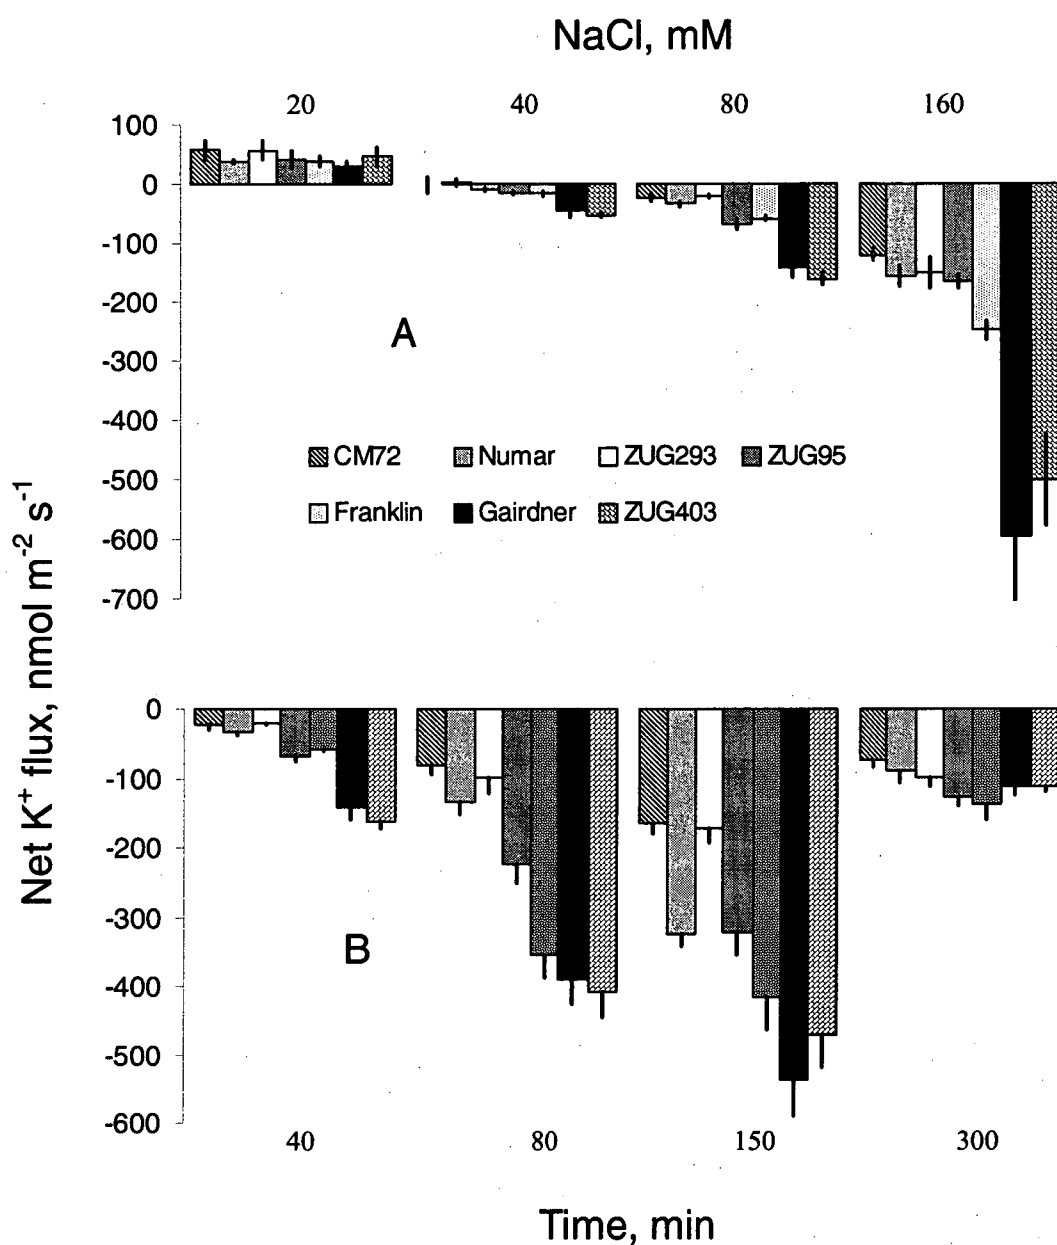 NaCl, mM
20 40 80 160
100
0
-100
-200
-300
-400
-500
-600
-700
A
CM72 Numar ZUG293 ZUG95
Franklin Gairdner ZUG403
Net K⁺ flux, nmol m⁻² s⁻¹
0
-100
-200
-300
-400
-500
-600
B
40 80 150 300
Time, min